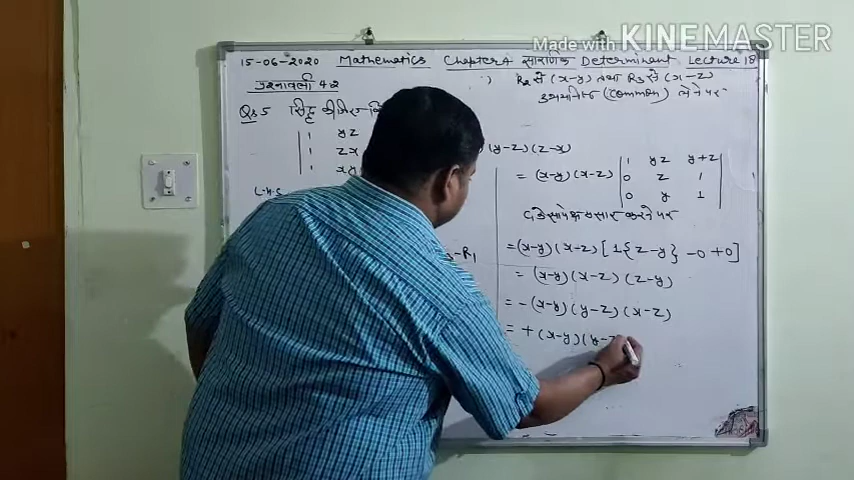 Made with KINEMASTER
15-06-2020 Mathematics Chapter 4 सारणिक Determinant Lecture 18
प्रश्नावली 4.2
Q 5 सिद्ध कीजिए
1 yz
1 zx (y-z)(z-x)
1 xy
L.H.S
-R1
R2 से (x-y) तथा R3 से (x-z)
उभयनिष्ठ (common) लेने पर
= (x-y)(x-z) | 1 yz y+z |
0 z 1
0 y 1
C1 के सापेक्ष प्रसार करने पर
=(x-y)(x-z)[1{z-y} -0+0]
= (x-y)(x-z)(z-y)
= -(x-y)(y-z)(x-z)
= +(x-y)(y-z